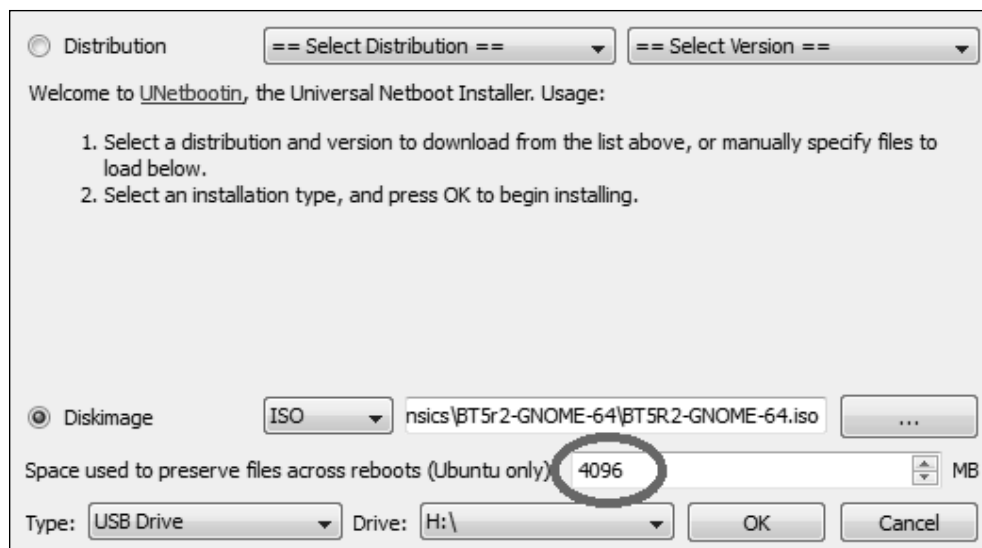 Distribution == Select Distribution == == Select Version ==
Welcome to UNetbootin, the Universal Netboot Installer. Usage:
1. Select a distribution and version to download from the list above, or manually specify files to
load below.
2. Select an installation type, and press OK to begin installing.
Diskimage ISO nsics\BT5r2-GNOME-64\BT5R2-GNOME-64.iso ...
Space used to preserve files across reboots (Ubuntu only) 4096 MB
Type: USB Drive Drive: H:\ OK Cancel